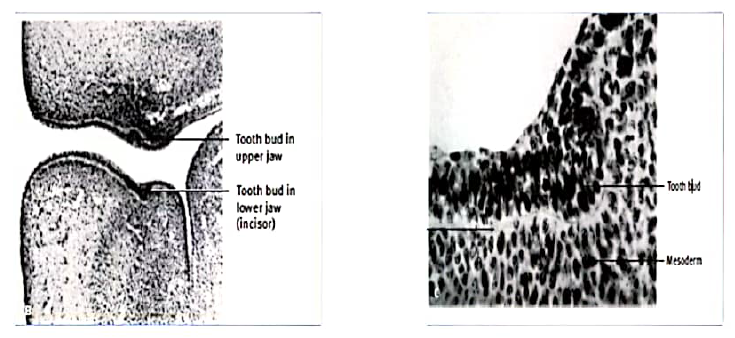 Tooth bud in
upper jaw
Tooth bud in
lower jaw
(incisor)
B
Tooth bud
Mesoderm